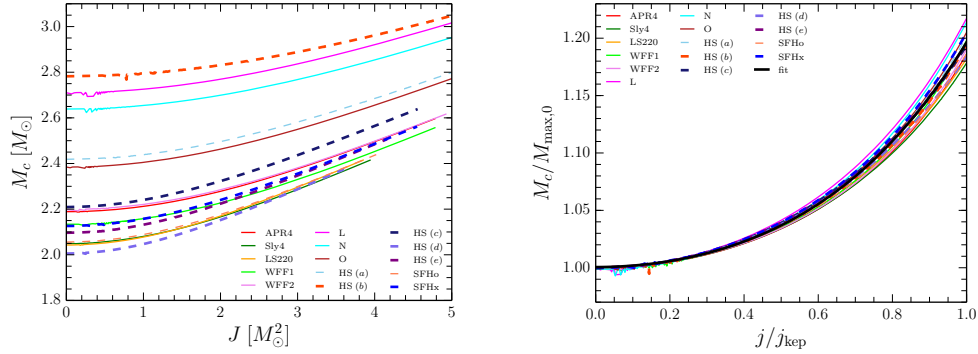 3.0
2.8
2.6
2.4
2.2
2.0
1.8
M_c [M_⊙]
0 1 2 3 4 5
J [M_⊙^2]
APR4 L HS (c)
Sly4 N HS (d)
LS220 O HS (e)
WFF1 HS (a) SFHo
WFF2 HS (b) SFHx
1.20
1.15
1.10
1.05
1.00
M_c/M_max,0
0.0 0.2 0.4 0.6 0.8 1.0
j/j_kep
APR4 N HS (d)
Sly4 O HS (e)
LS220 HS (a) SFHo
WFF1 HS (b) SFHx
WFF2 HS (c) fit
L